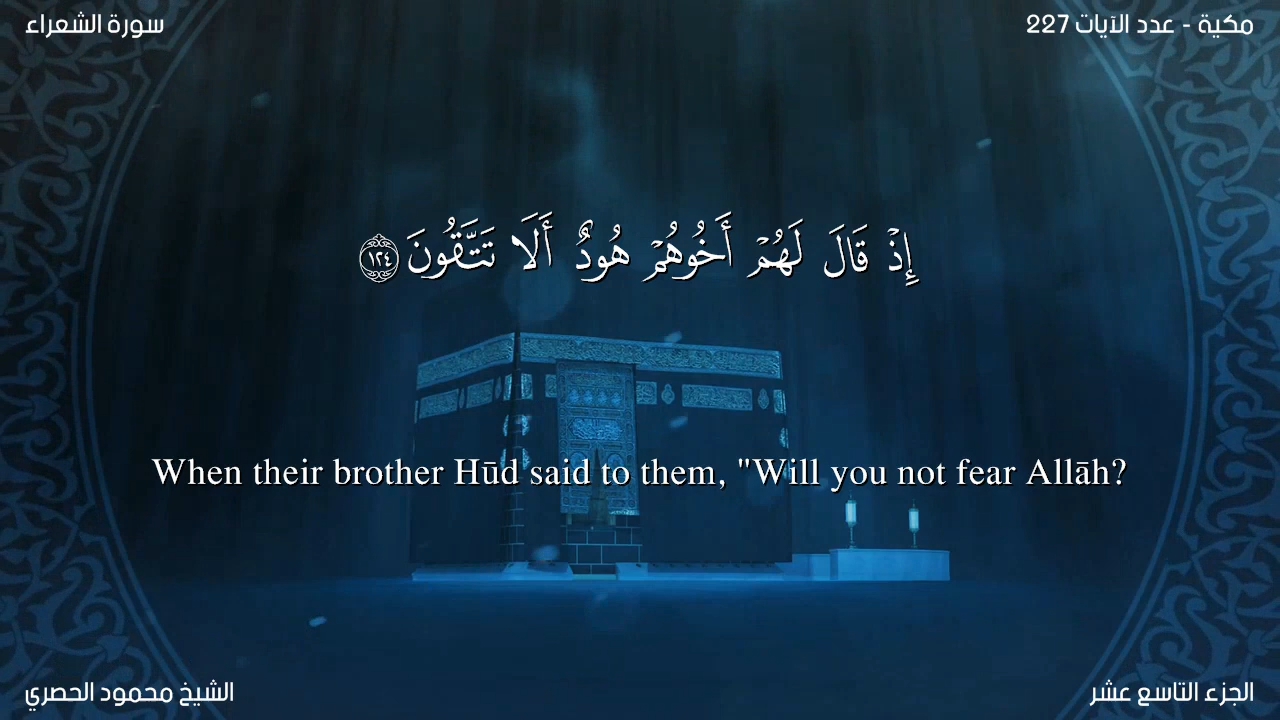 سورة الشعراء
مكية - عدد الآيات 227
إِذْ قَالَ لَهُمْ أَخُوهُمْ هُودٌ أَلَا تَتَّقُونَ ١٢٤
When their brother Hūd said to them, "Will you not fear Allāh?
الشيخ محمود الحصري
الجزء التاسع عشر